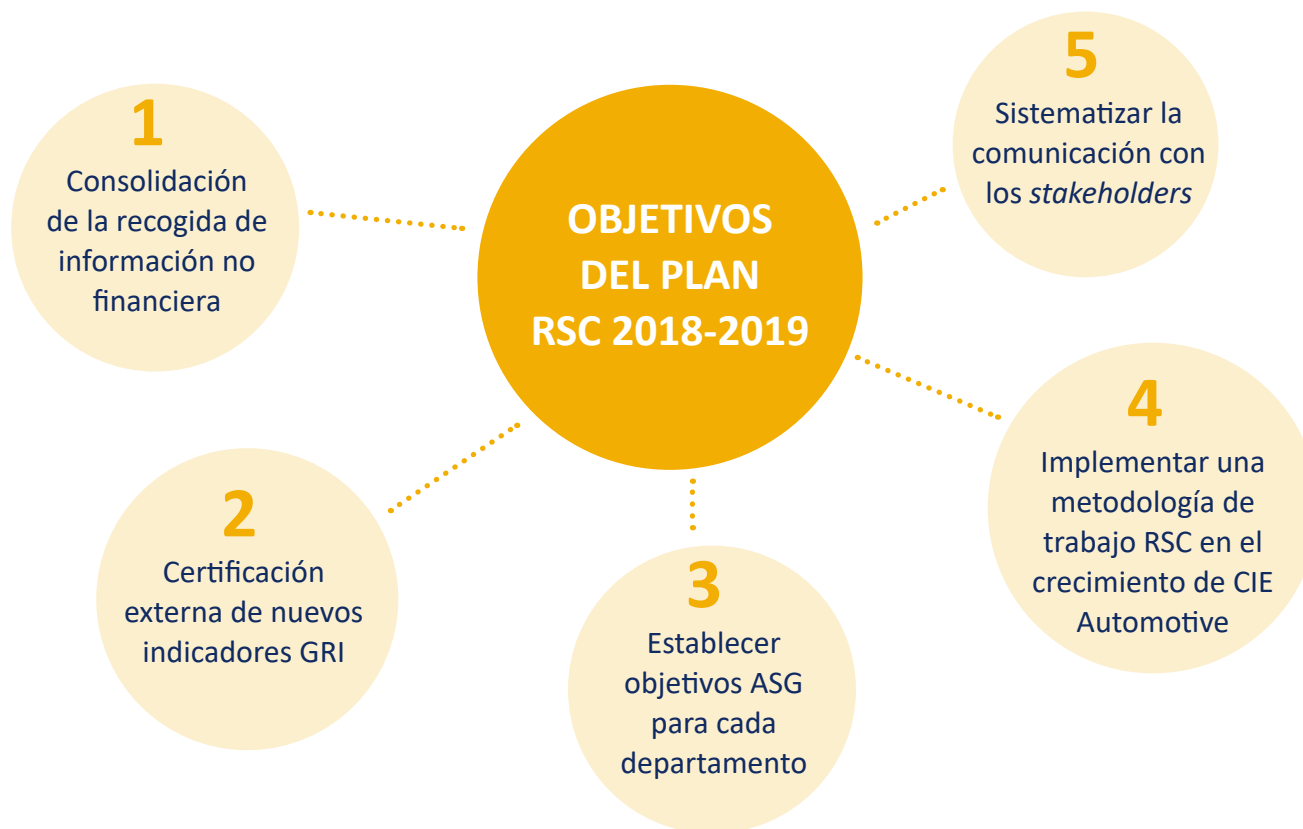 OBJETIVOS
DEL PLAN
RSC 2018-2019
1
Consolidación
de la recogida de
información no
financiera
2
Certificación
externa de nuevos
indicadores GRI
3
Establecer
objetivos ASG
para cada
departamento
4
Implementar una
metodología de
trabajo RSC en el
crecimiento de CIE
Automotive
5
Sistematizar la
comunicación con
los stakeholders